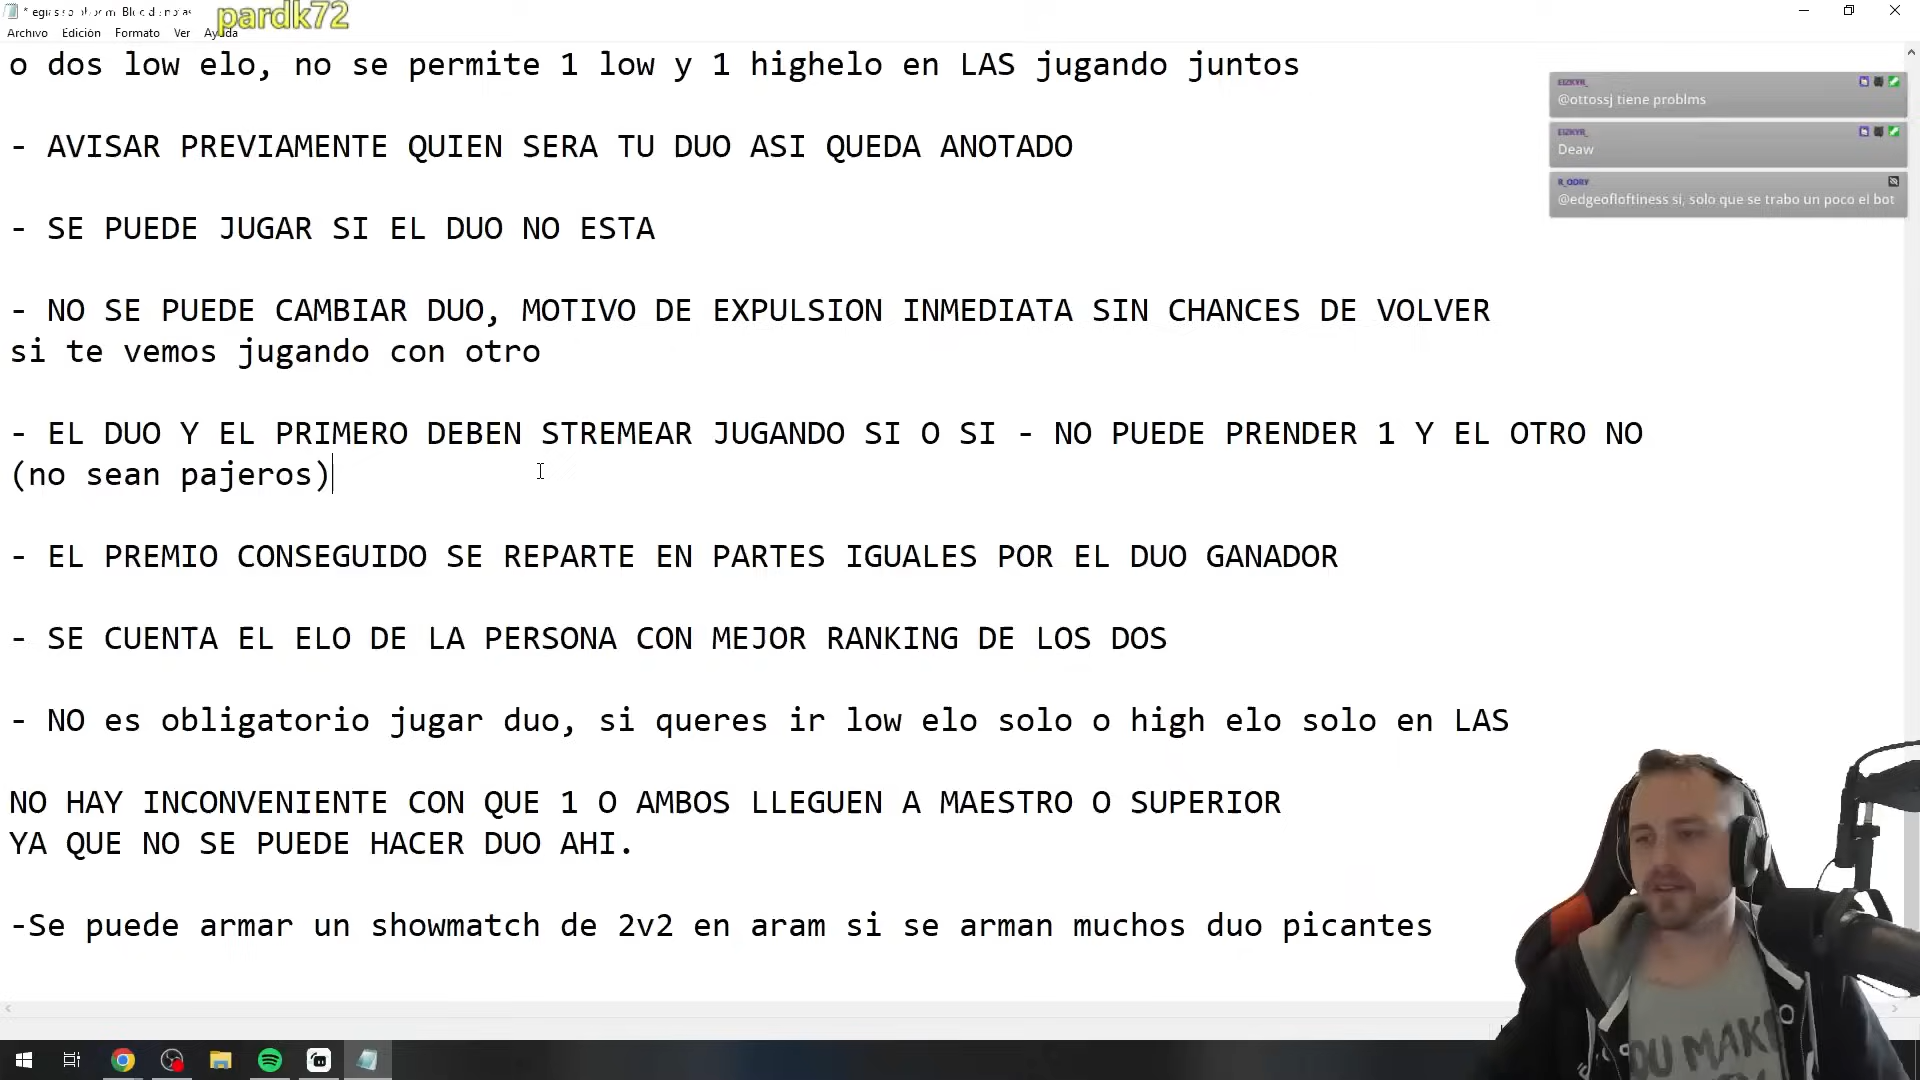 pardk72
Archivo Edición Formato Ver Ayuda
o dos low elo, no se permite 1 low y 1 highelo en LAS jugando juntos
- AVISAR PREVIAMENTE QUIEN SERA TU DUO ASI QUEDA ANOTADO
- SE PUEDE JUGAR SI EL DUO NO ESTA
- NO SE PUEDE CAMBIAR DUO, MOTIVO DE EXPULSION INMEDIATA SIN CHANCES DE VOLVER
si te vemos jugando con otro
- EL DUO Y EL PRIMERO DEBEN STREMEAR JUGANDO SI O SI - NO PUEDE PRENDER 1 Y EL OTRO NO
(no sean pajeros)
- EL PREMIO CONSEGUIDO SE REPARTE EN PARTES IGUALES POR EL DUO GANADOR
- SE CUENTA EL ELO DE LA PERSONA CON MEJOR RANKING DE LOS DOS
- NO es obligatorio jugar duo, si queres ir low elo solo o high elo solo en LAS
NO HAY INCONVENIENTE CON QUE 1 O AMBOS LLEGUEN A MAESTRO O SUPERIOR
YA QUE NO SE PUEDE HACER DUO AHI.
-Se puede armar un showmatch de 2v2 en aram si se arman muchos duo picantes
EIZKYR_
@ottossj tiene problms
EIZKYR_
Deaw
R_ODRY
@edgeofloftiness si, solo que se trabo un poco el bot
OU MAK